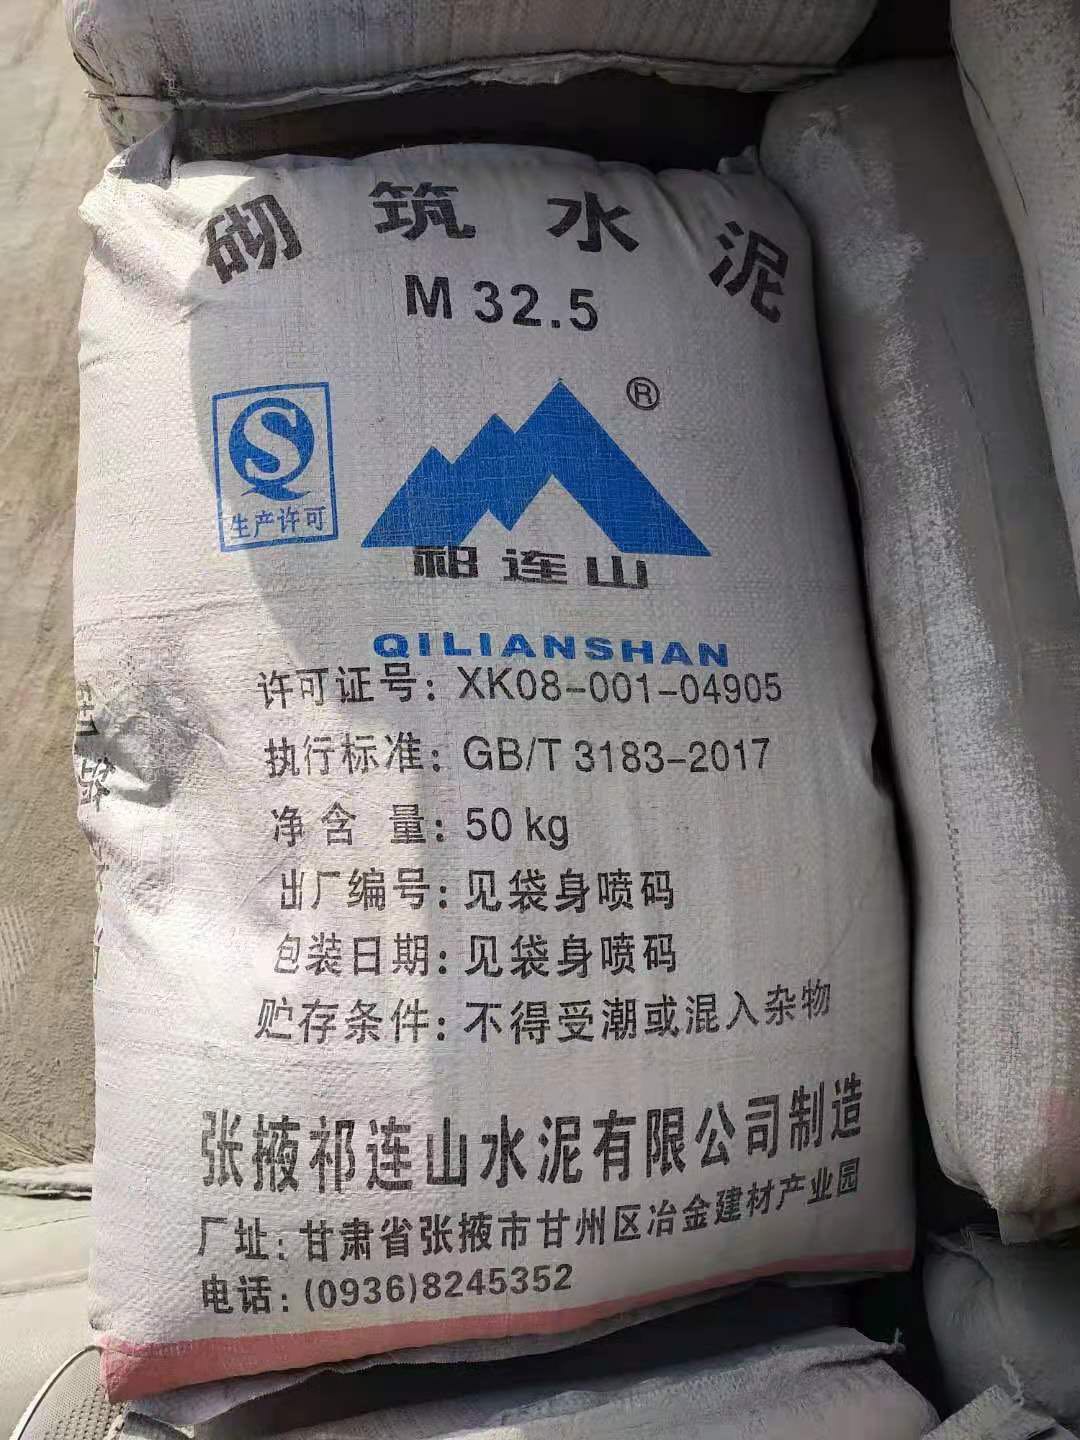 砌筑水泥
M 32.5
®
QS
生产许可
祁连山
QILIANSHAN
许可证号：XK08-001-04905
执行标准：GB/T 3183-2017
净含量：50 kg
出厂编号：见袋身喷码
包装日期：见袋身喷码
贮存条件：不得受潮或混入杂物
张掖祁连山水泥有限公司制造
厂址：甘肃省张掖市甘州区冶金建材产业园
电话：(0936)8245352